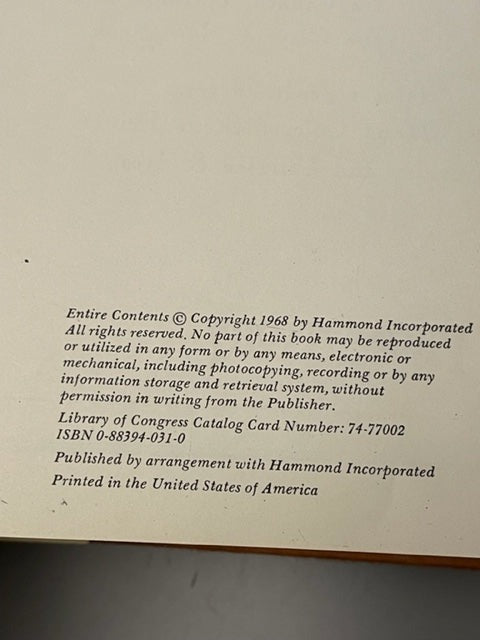 Entire Contents © Copyright 1968 by Hammond Incorporated
All rights reserved. No part of this book may be reproduced
or utilized in any form or by any means, electronic or
mechanical, including photocopying, recording or by any
information storage and retrieval system, without
permission in writing from the Publisher.
Library of Congress Catalog Card Number: 74-77002
ISBN 0-88394-031-0
Published by arrangement with Hammond Incorporated
Printed in the United States of America